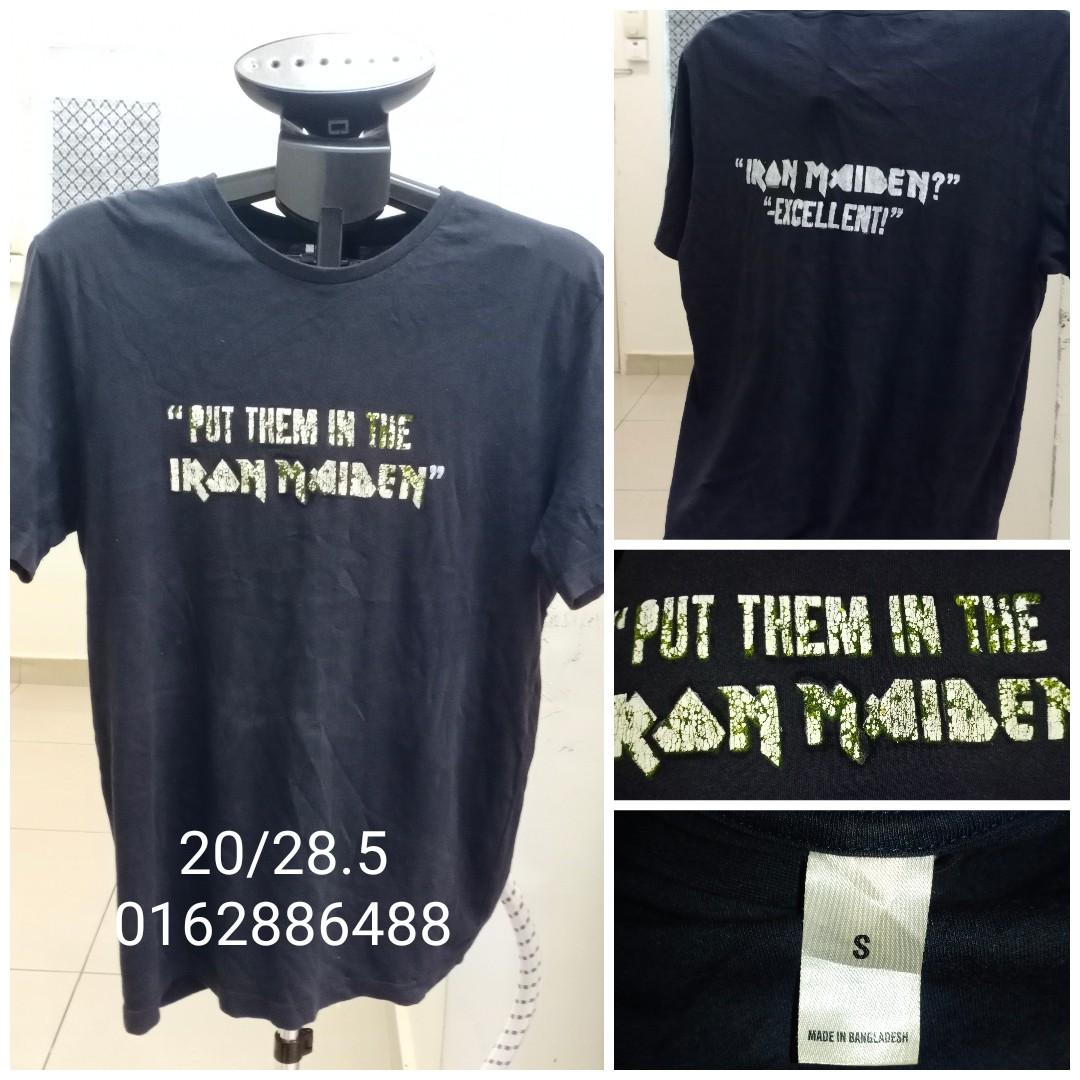 “PUT THEM IN THE
IRON MAIDEN”
20/28.5
0162886488
“IRON MAIDEN?”
“-EXCELLENT!”
“PUT THEM IN THE
IRON MAIDEN
S
MADE IN BANGLADESH